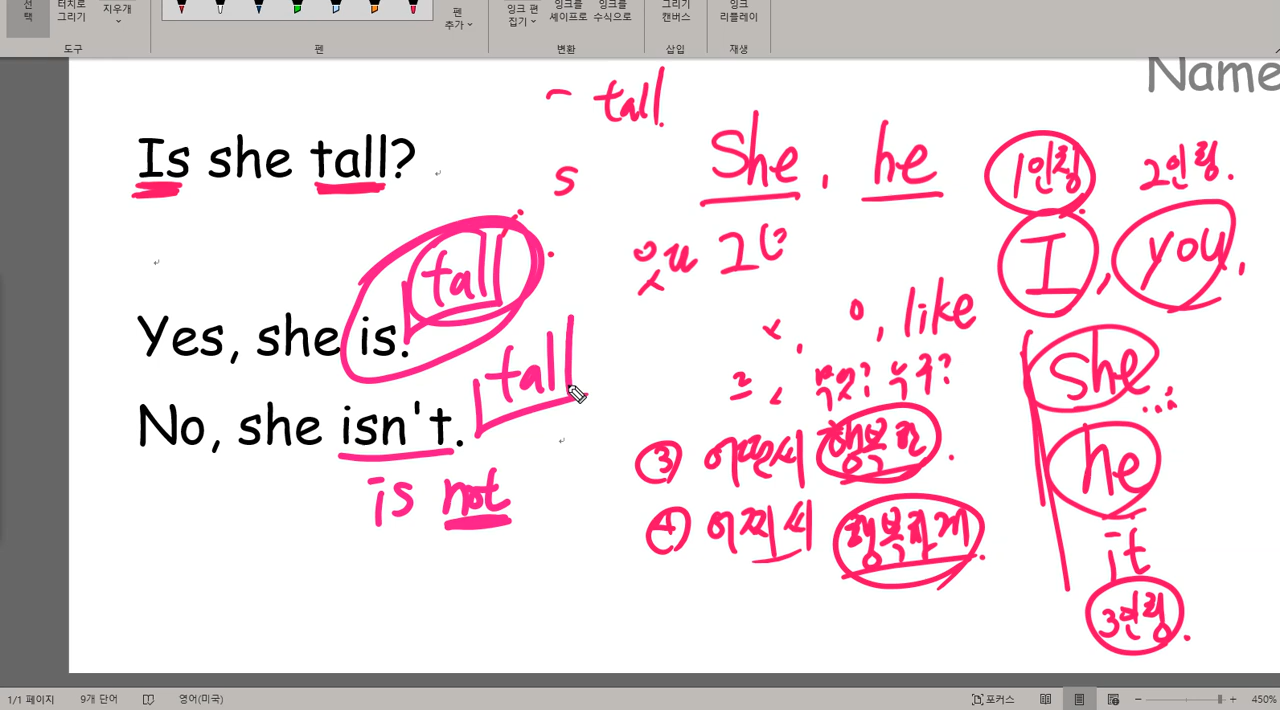 선택
터치로 그리기
지우개
펜 추가
잉크 편집기
잉크를 셰이프로
잉크를 수식으로
그리기 캔버스
잉크 리플레이
도구
펜
변환
삽입
재생
Name
- tall.
Is she tall?
s
She, he
1인칭 2인칭.
I, you,
tall
Yes, she is.
x. o, like
무엇? 누구?
she
tall
No, she isn't.
③ 어떤씨 행복한.
he
is not
④ 어찌씨 행복하게.
it
3인칭.
1/1 페이지 9개 단어 영어(미국) 포커스 450%